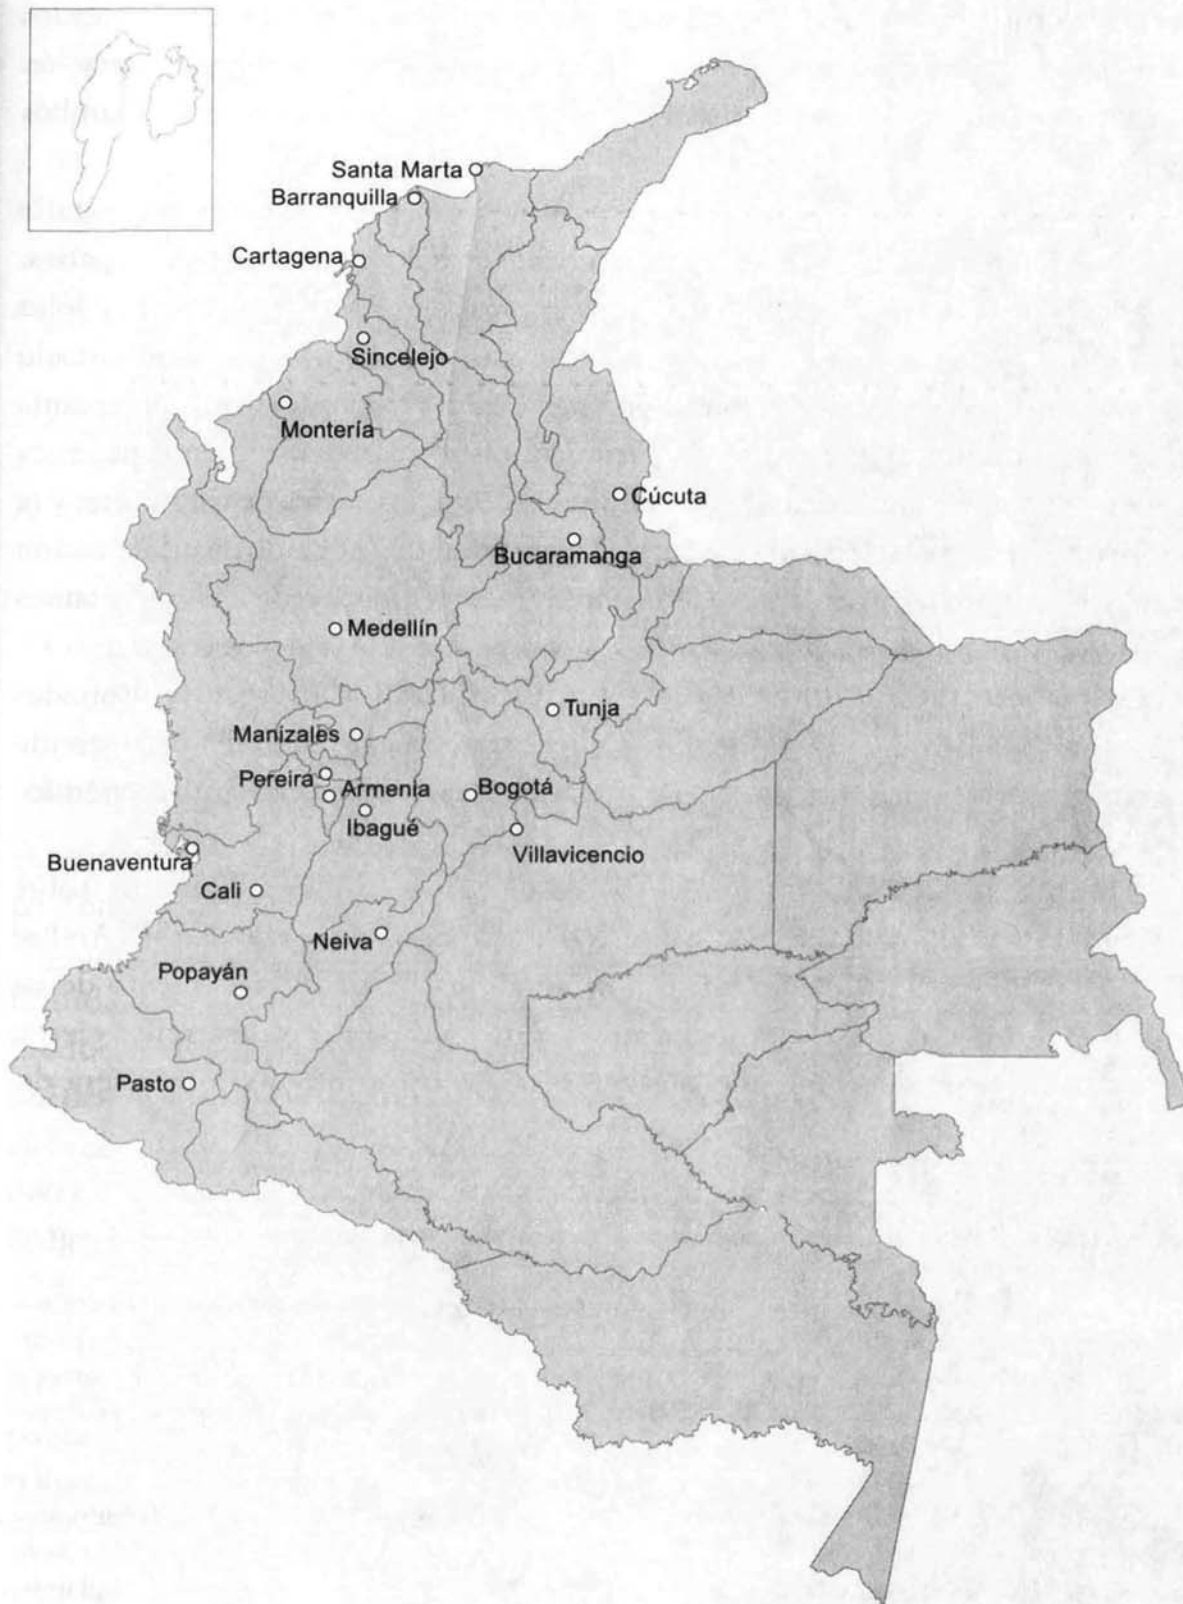 Santa Marta
Barranquilla
Cartagena
Sincelejo
Montería
Cúcuta
Bucaramanga
Medellín
Tunja
Manizales
Pereira
Armenia
Bogotá
Ibagué
Villavicencio
Buenaventura
Cali
Neiva
Popayán
Pasto